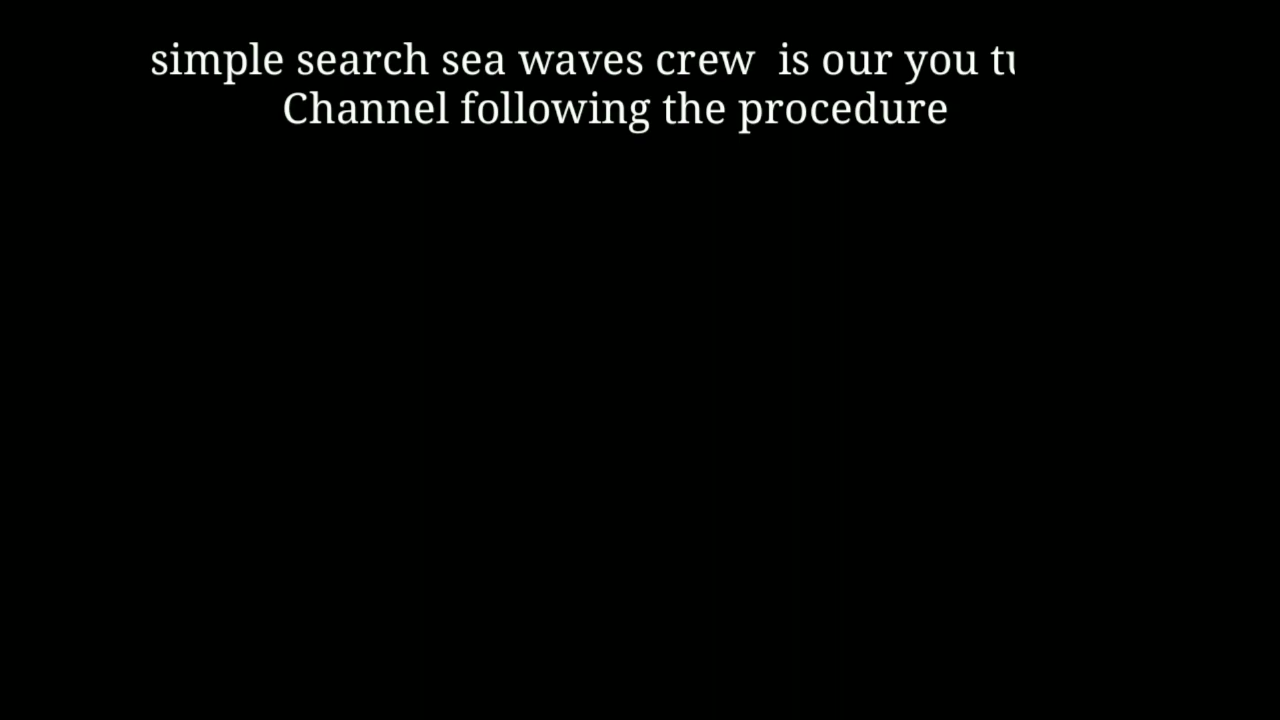 simple search sea waves crew  is our you
Channel following the procedure